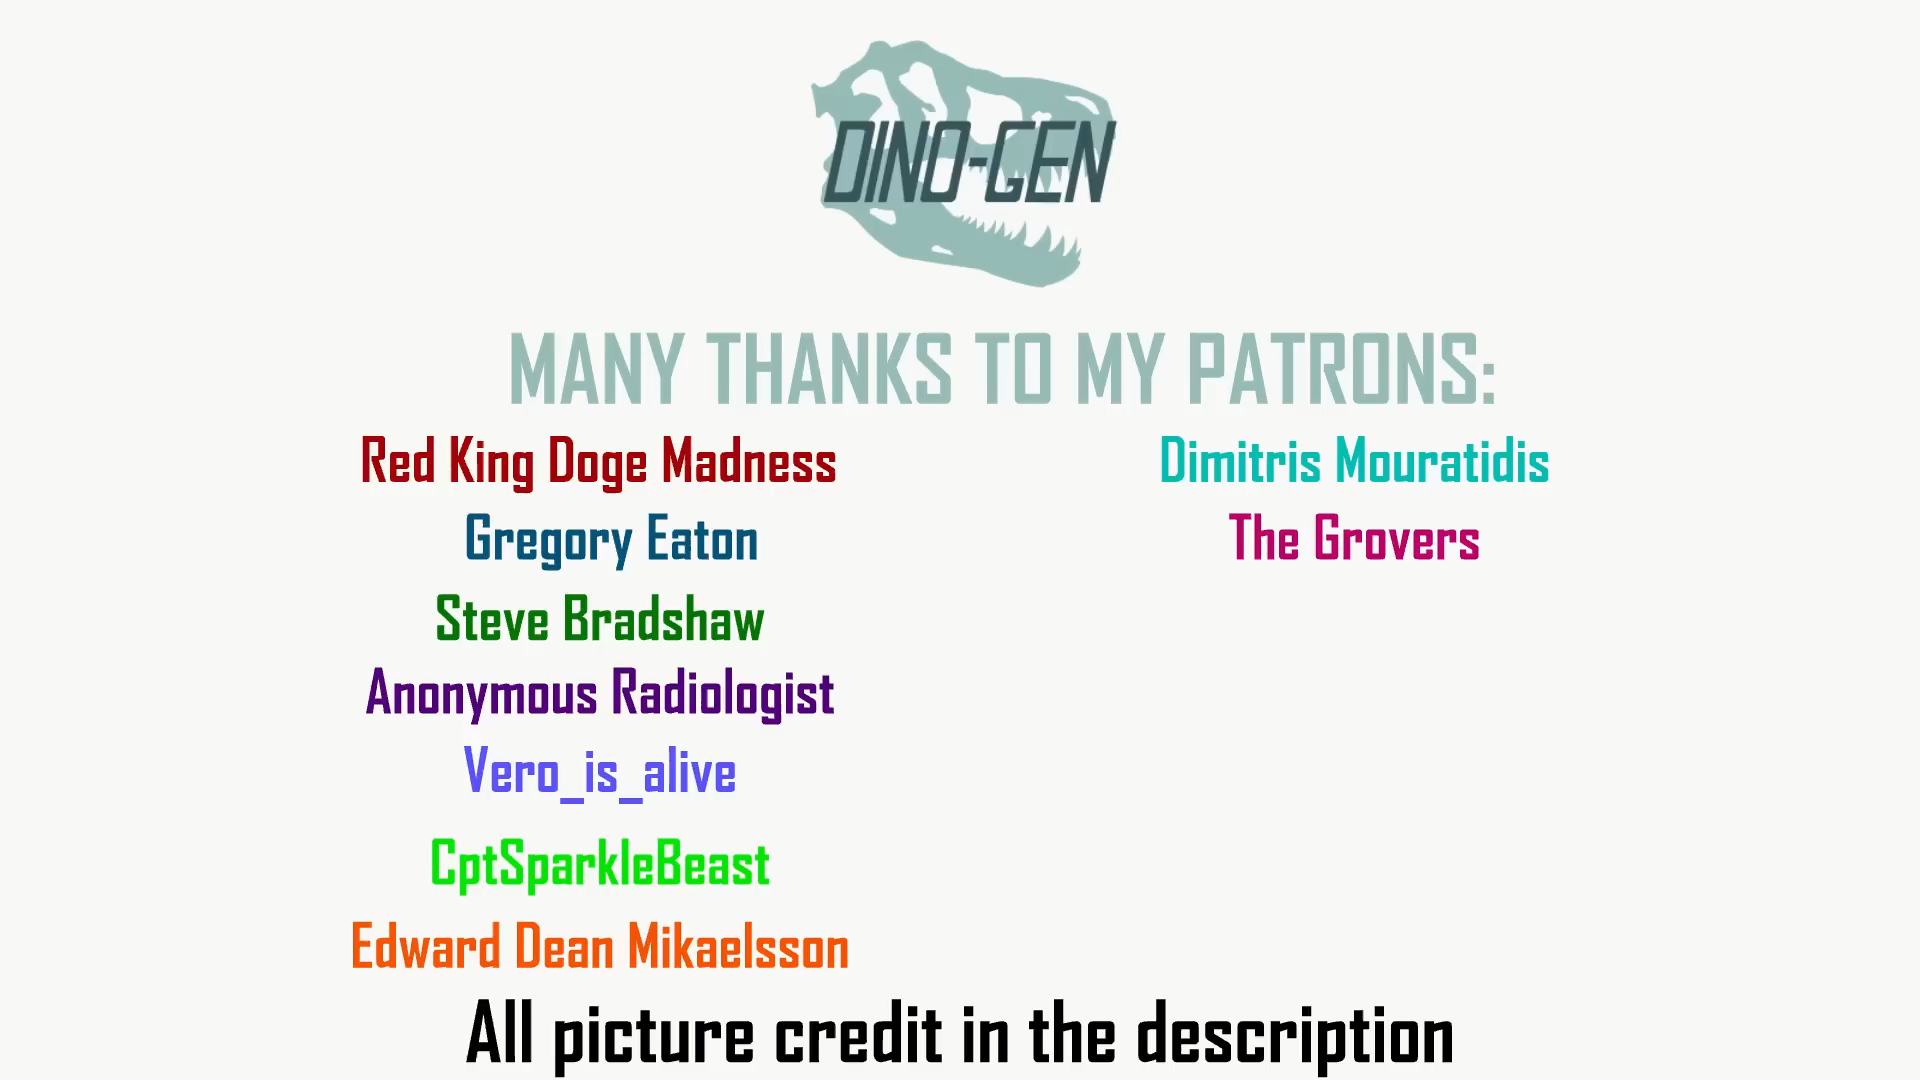 DINO-GEN
MANY THANKS TO MY PATRONS:
Red King Doge Madness
Gregory Eaton
Steve Bradshaw
Anonymous Radiologist
Vero_is_alive
CptSparkleBeast
Edward Dean Mikaelsson
Dimitris Mouratidis
The Grovers
All picture credit in the description